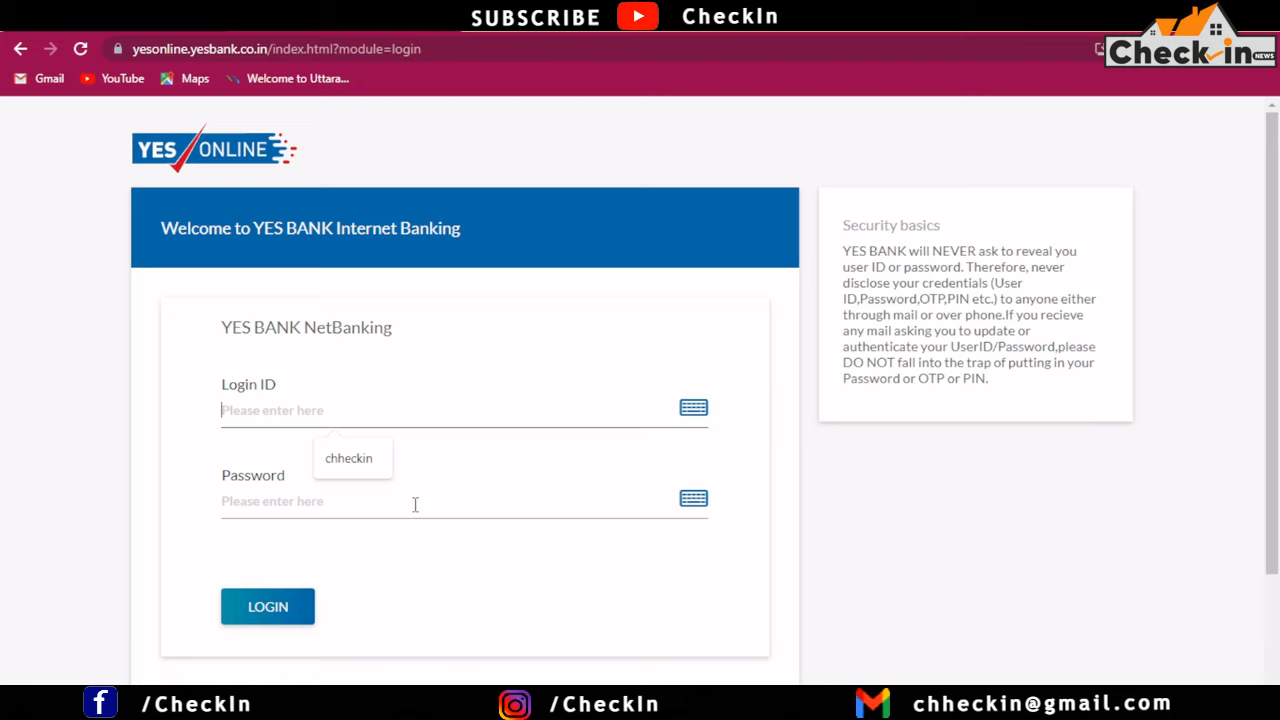 SUBSCRIBE CheckIn
yesonline.yesbank.co.in/index.html?module=login
Check-in NEWS
Gmail YouTube Maps Welcome to Uttara...
YES ONLINE
Welcome to YES BANK Internet Banking
YES BANK NetBanking
Login ID
Please enter here
chheckin
Password
Please enter here
LOGIN
Security basics
YES BANK will NEVER ask to reveal you
user ID or password. Therefore, never
disclose your credentials (User
ID,Password,OTP,PIN etc.) to anyone either
through mail or over phone.If you recieve
any mail asking you to update or
authenticate your UserID/Password,please
DO NOT fall into the trap of putting in your
Password or OTP or PIN.
f /CheckIn /CheckIn chheckin@gmail.com